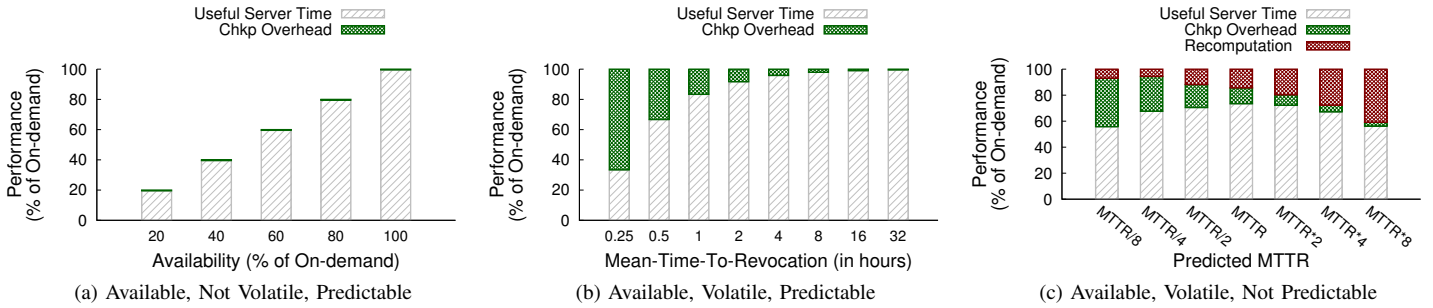 Useful Server Time
Chkp Overhead
100
80
60
40
20
0
Performance
(% of On-demand)
20 40 60 80 100
Availability (% of On-demand)
(a) Available, Not Volatile, Predictable
Useful Server Time
Chkp Overhead
100
80
60
40
20
0
Performance
(% of On-demand)
0.25 0.5 1 2 4 8 16 32
Mean-Time-To-Revocation (in hours)
(b) Available, Volatile, Predictable
Useful Server Time
Chkp Overhead
Recomputation
100
80
60
40
20
0
Performance
(% of On-demand)
MTTR/8 MTTR/4 MTTR/2 MTTR MTTR*2 MTTR*4 MTTR*8
Predicted MTTR
(c) Available, Volatile, Not Predictable